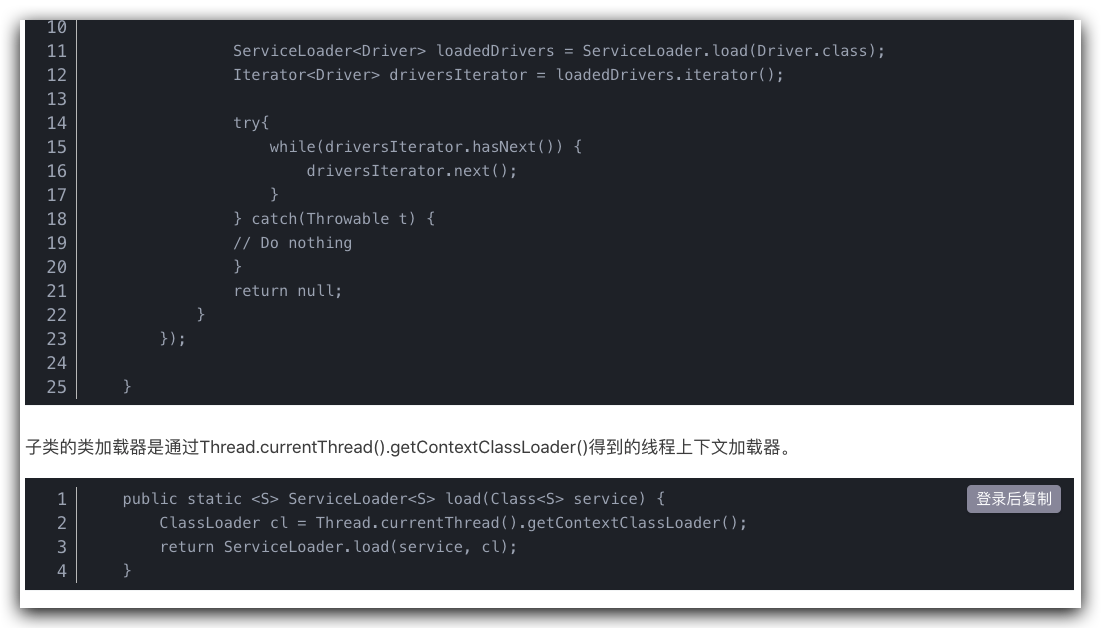 10
11 ServiceLoader<Driver> loadedDrivers = ServiceLoader.load(Driver.class);
12 Iterator<Driver> driversIterator = loadedDrivers.iterator();
13
14 try{
15 while(driversIterator.hasNext()) {
16 driversIterator.next();
17 }
18 } catch(Throwable t) {
19 // Do nothing
20 }
21 return null;
22 }
23 });
24
25 }
子类的类加载器是通过Thread.currentThread().getContextClassLoader()得到的线程上下文加载器。
1 public static <S> ServiceLoader<S> load(Class<S> service) {
登录后复制
2 ClassLoader cl = Thread.currentThread().getContextClassLoader();
3 return ServiceLoader.load(service, cl);
4 }